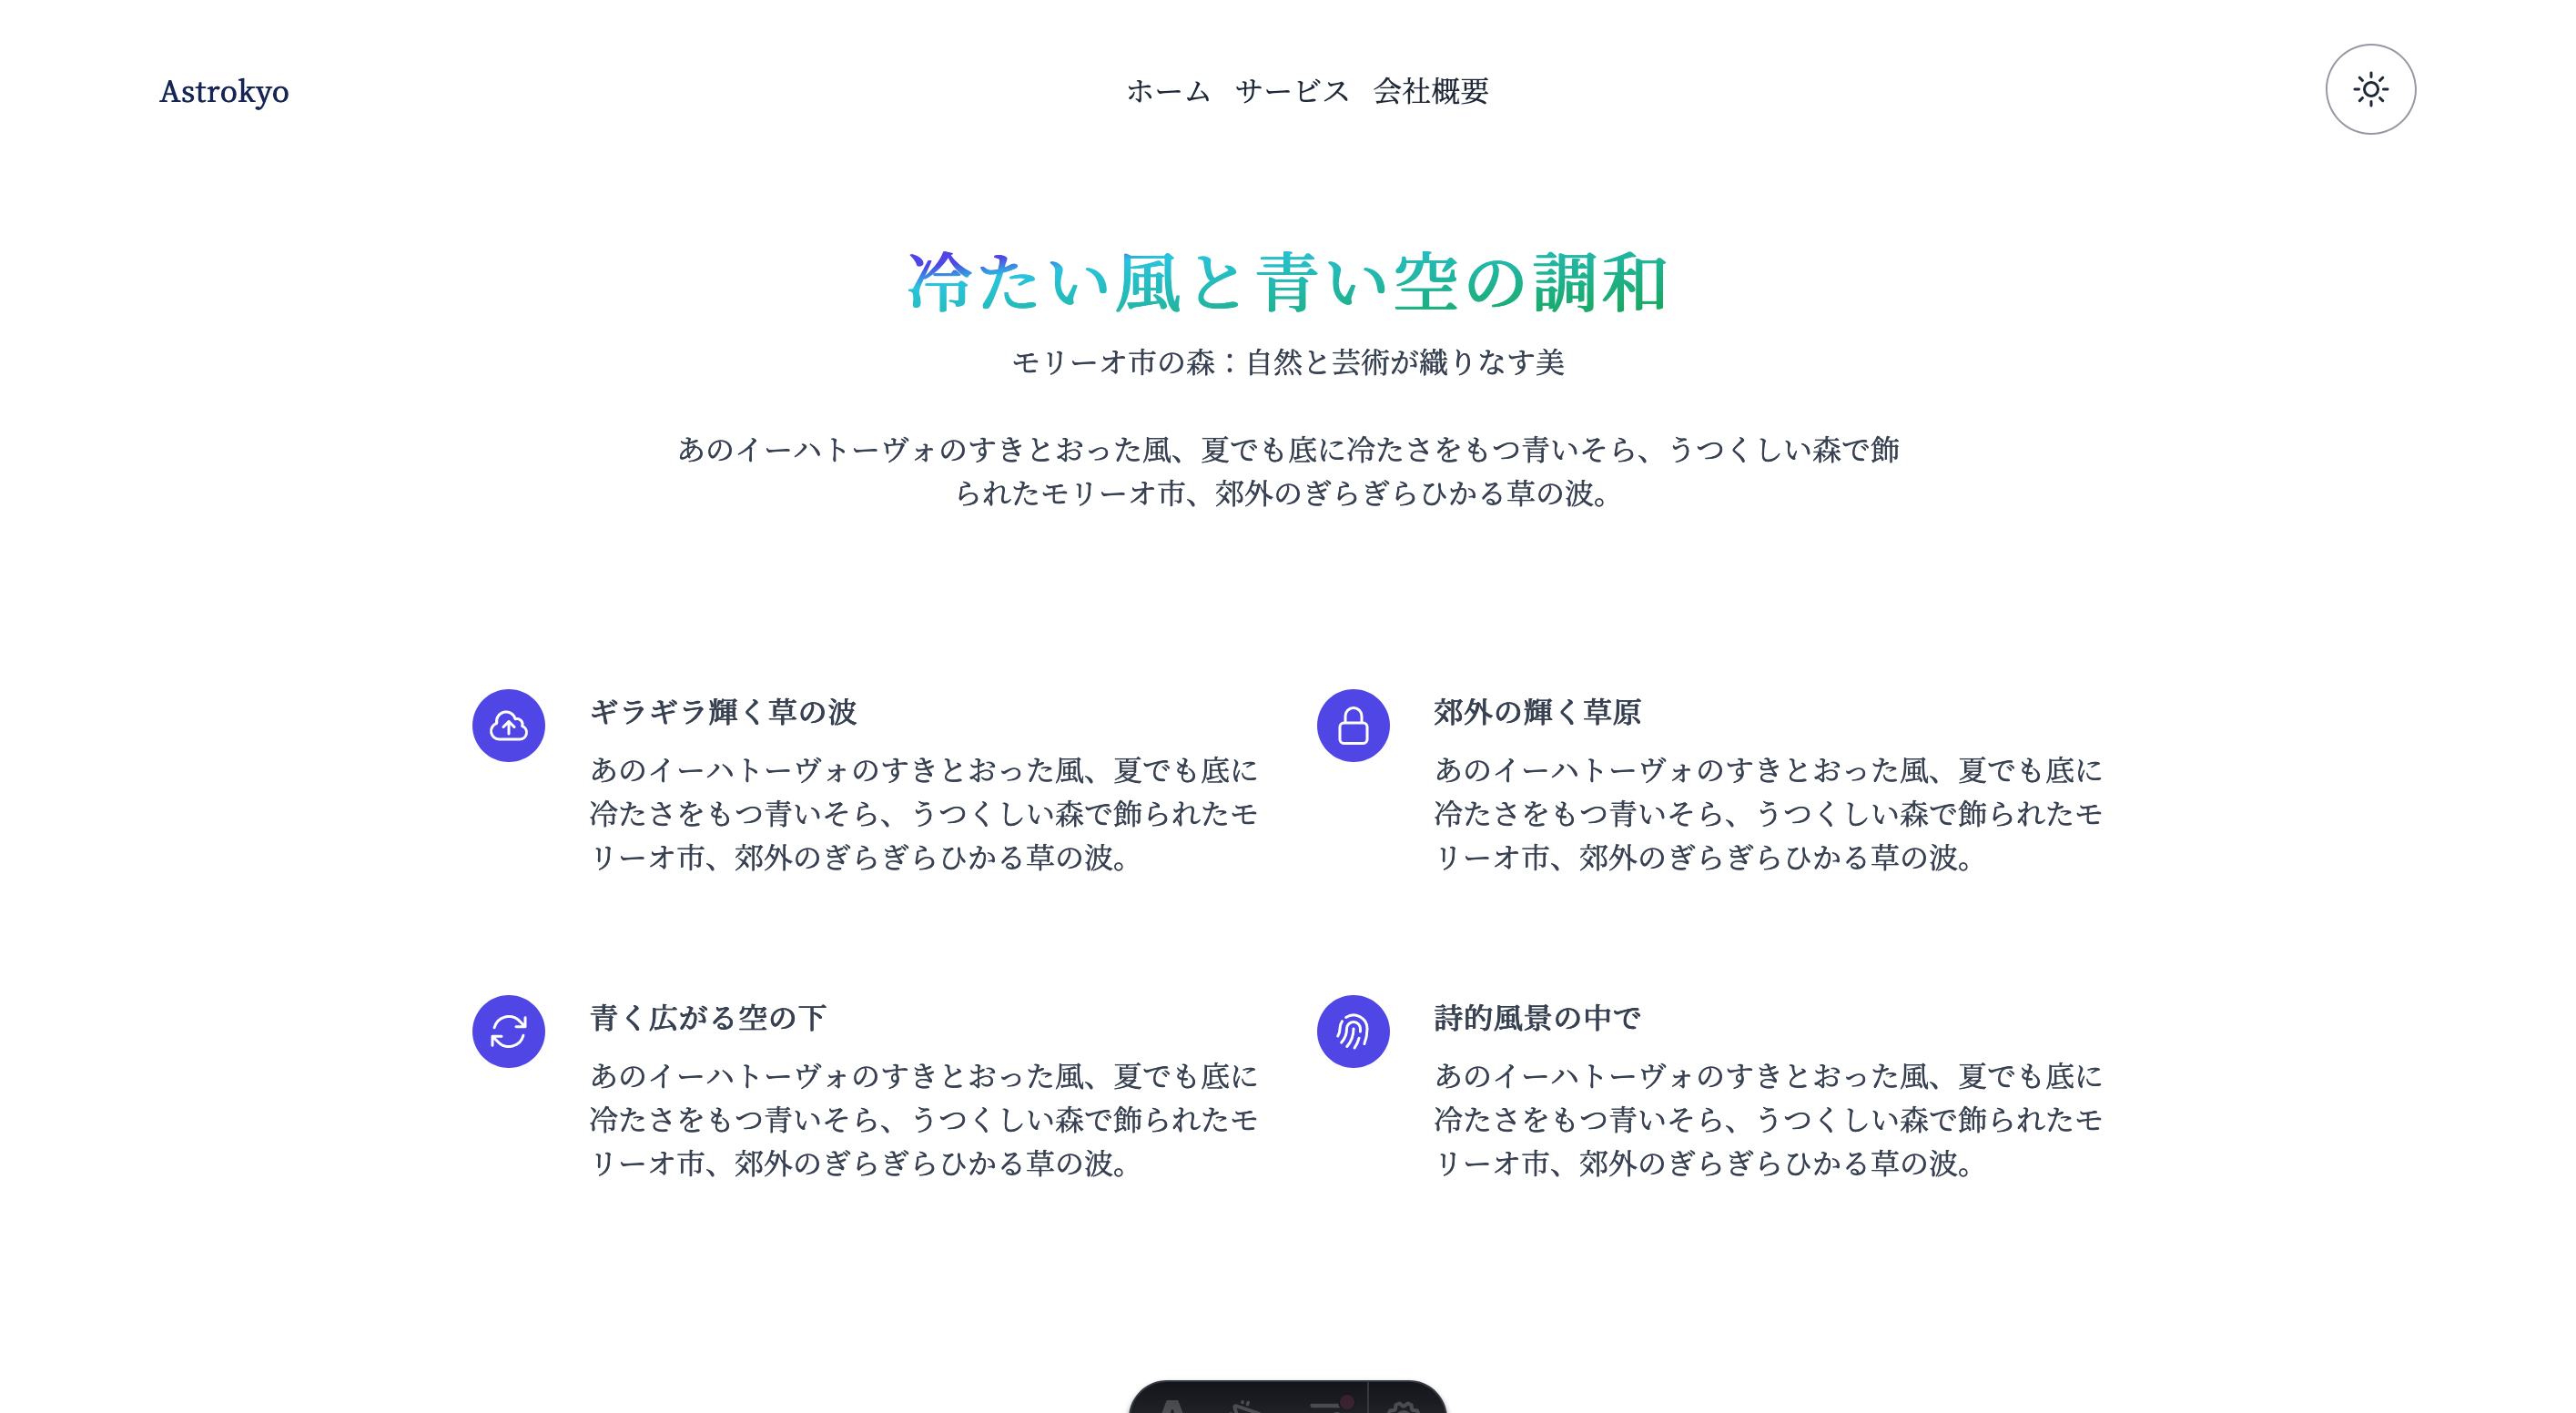 Astrokyo
ホーム サービス 会社概要
冷たい風と青い空の調和
モリーオ市の森：自然と芸術が織りなす美
あのイーハトーヴォのすきとおった風、夏でも底に冷たさをもつ青いそら、うつくしい森で飾
られたモリーオ市、郊外のぎらぎらひかる草の波。
ギラギラ輝く草の波
あのイーハトーヴォのすきとおった風、夏でも底に
冷たさをもつ青いそら、うつくしい森で飾られたモ
リーオ市、郊外のぎらぎらひかる草の波。
郊外の輝く草原
あのイーハトーヴォのすきとおった風、夏でも底に
冷たさをもつ青いそら、うつくしい森で飾られたモ
リーオ市、郊外のぎらぎらひかる草の波。
青く広がる空の下
あのイーハトーヴォのすきとおった風、夏でも底に
冷たさをもつ青いそら、うつくしい森で飾られたモ
リーオ市、郊外のぎらぎらひかる草の波。
詩的風景の中で
あのイーハトーヴォのすきとおった風、夏でも底に
冷たさをもつ青いそら、うつくしい森で飾られたモ
リーオ市、郊外のぎらぎらひかる草の波。